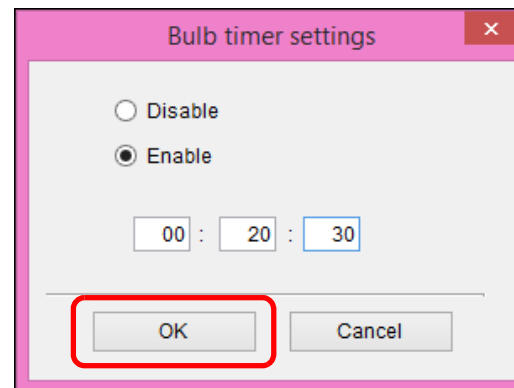 Bulb timer settings
Disable
Enable
00 : 20 : 30
OK Cancel